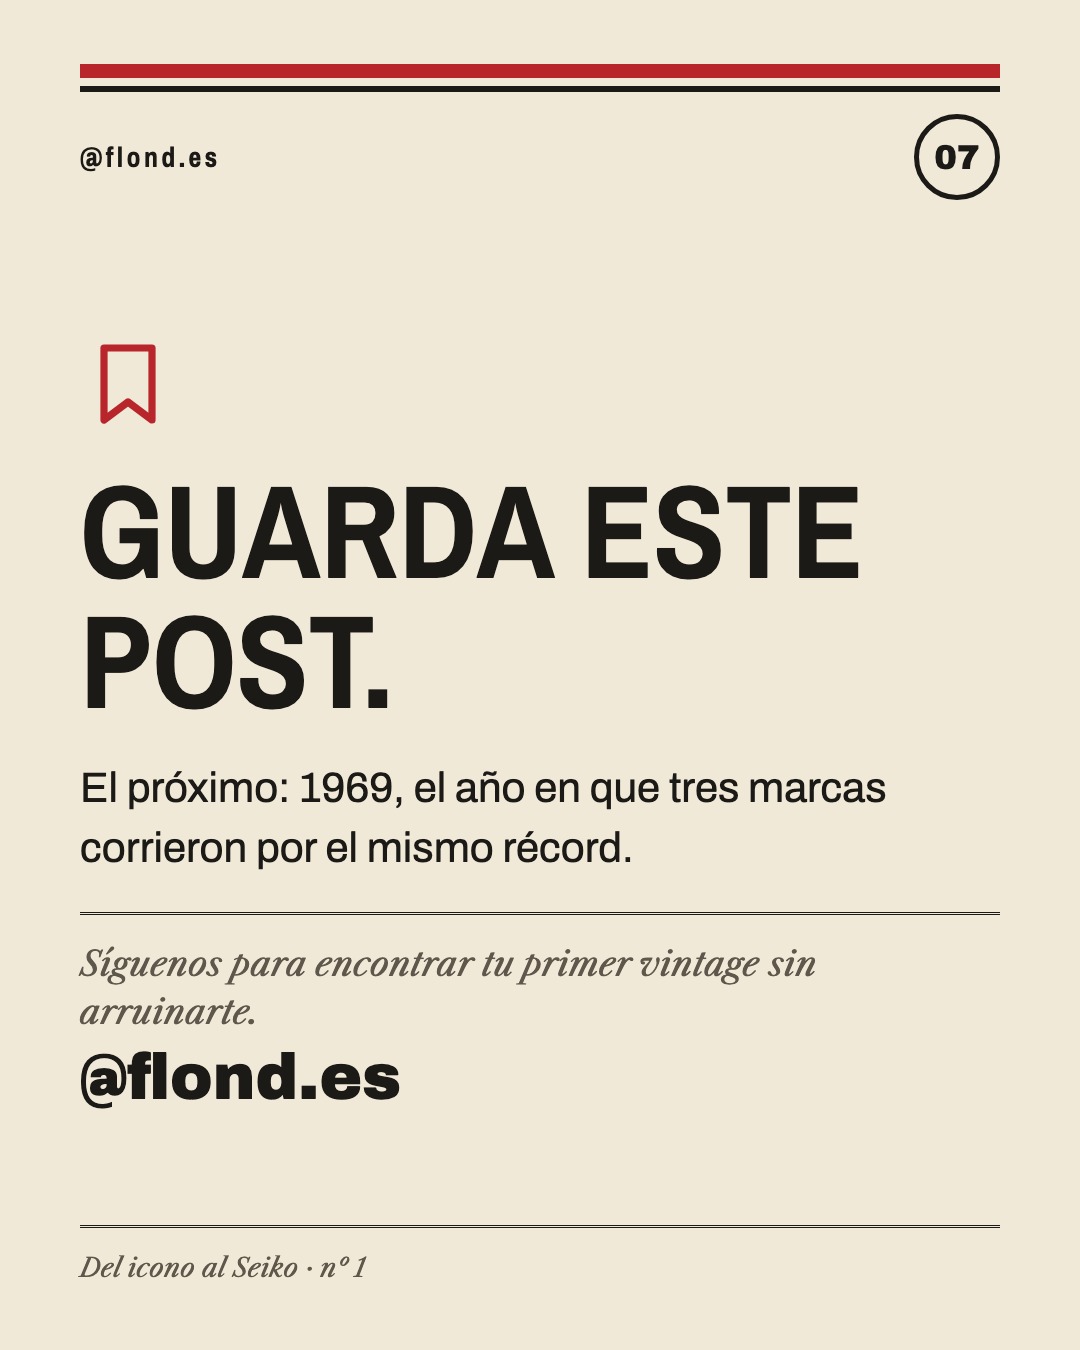 @flond.es
07
GUARDA ESTE
POST.
El próximo: 1969, el año en que tres marcas
corrieron por el mismo récord.
Síguenos para encontrar tu primer vintage sin
arruinarte.
@flond.es
Del icono al Seiko · nº 1